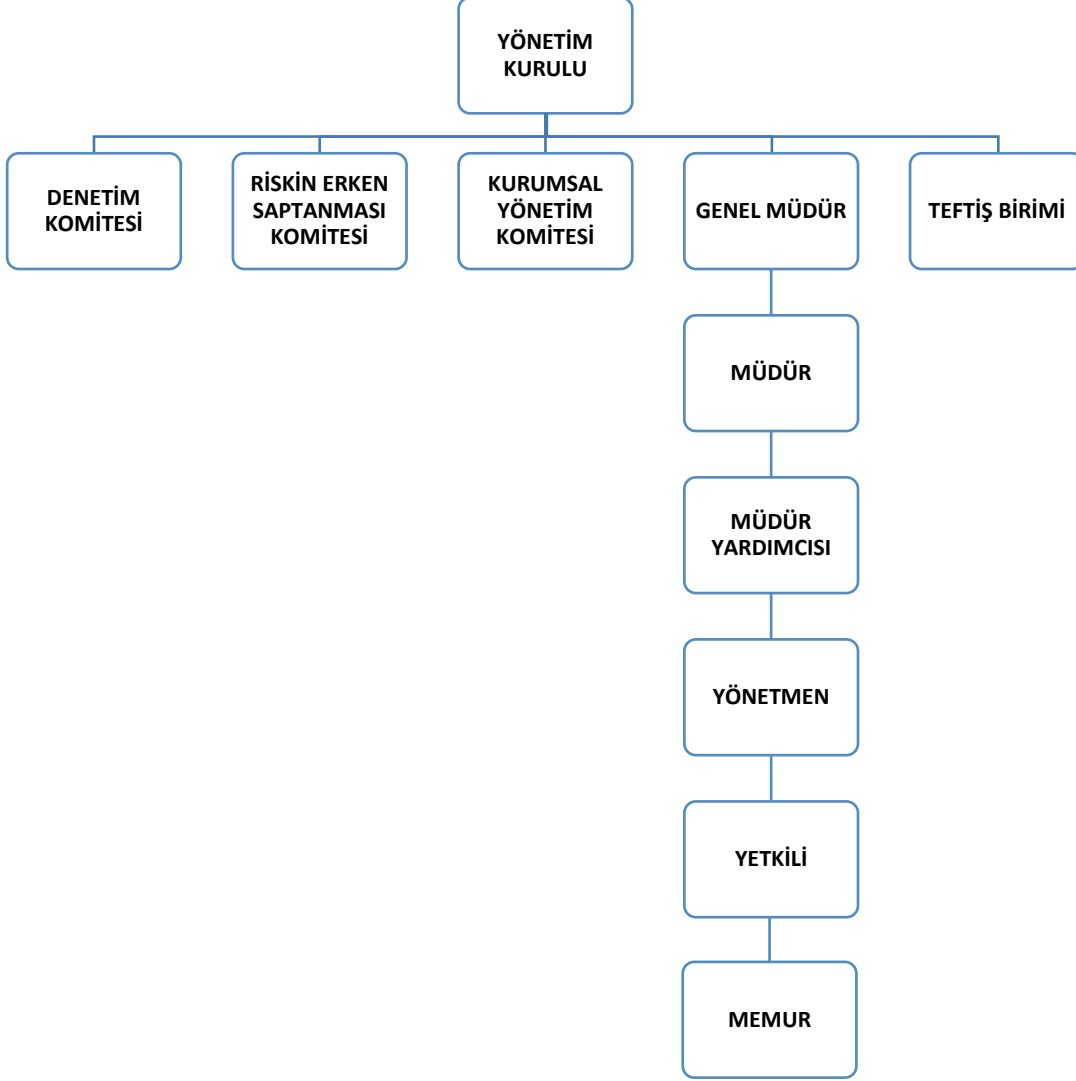 YÖNETİM
KURULU
DENETİM
KOMİTESİ
RİSKİN ERKEN
SAPTANMASI
KOMİTESİ
KURUMSAL
YÖNETİM
KOMİTESİ
GENEL MÜDÜR
TEFTİŞ BİRİMİ
MÜDÜR
MÜDÜR
YARDIMCISI
YÖNETMEN
YETKİLİ
MEMUR